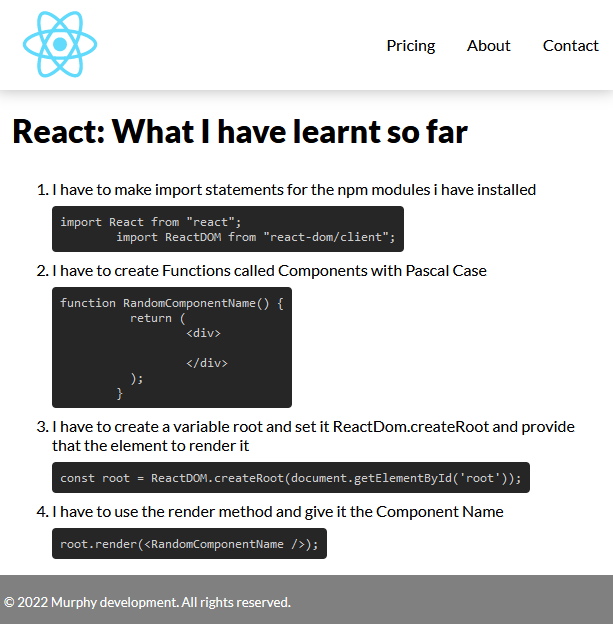 Pricing About Contact
React: What I have learnt so far
1. I have to make import statements for the npm modules i have installed
import React from "react";
import ReactDOM from "react-dom/client";
2. I have to create Functions called Components with Pascal Case
function RandomComponentName() {
return (
<div>
</div>
);
}
3. I have to create a variable root and set it ReactDom.createRoot and provide
that the element to render it
const root = ReactDOM.createRoot(document.getElementById('root'));
4. I have to use the render method and give it the Component Name
root.render(<RandomComponentName />);
© 2022 Murphy development. All rights reserved.